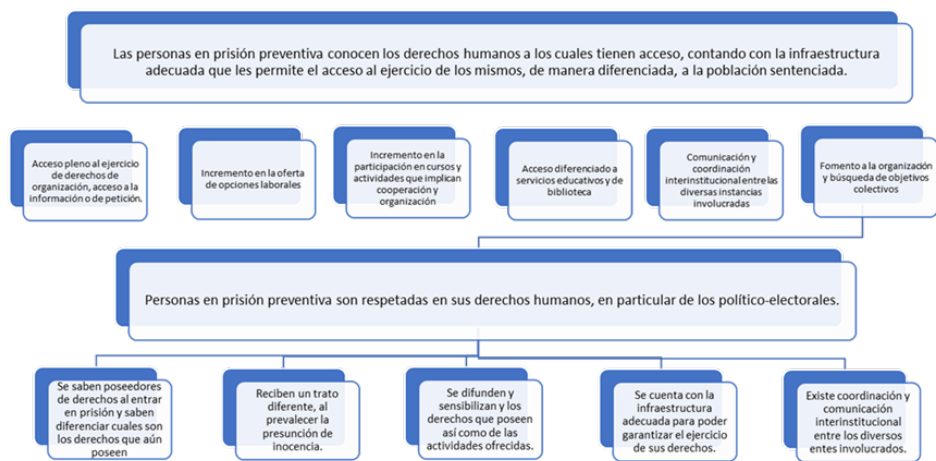 Las personas en prisión preventiva conocen los derechos humanos a los cuales tienen acceso, contando con la infraestructura
adecuada que les permite el acceso al ejercicio de los mismos, de manera diferenciada, a la población sentenciada.
Acceso pleno al ejercicio
de derechos de
organización, acceso a la
información o de petición.
Incremento en la oferta
de opciones laborales
Incremento en la
participación en cursos y
actividades que implican
cooperación y
organización
Acceso diferenciado a
servicios educativos y de
biblioteca
Comunicación y
coordinación
interinstitucional entre las
diversas instancias
involucradas
Fomento a la organización
y búsqueda de objetivos
colectivos
Personas en prisión preventiva son respetadas en sus derechos humanos, en particular de los político-electorales.
Se saben poseedores
de derechos al entrar
en prisión y saben
diferenciar cuales son
los derechos que aún
poseen
Reciben un trato
diferente, al
prevalecer la
presunción de
inocencia.
Se difunden y
sensibilizan y los
derechos que poseen
así como de las
actividades ofrecidas.
Se cuenta con la
infraestructura
adecuada para poder
garantizar el ejercicio
de sus derechos.
Existe coordinación y
comunicación
interinstitucional
entre los diversos
entes involucrados.